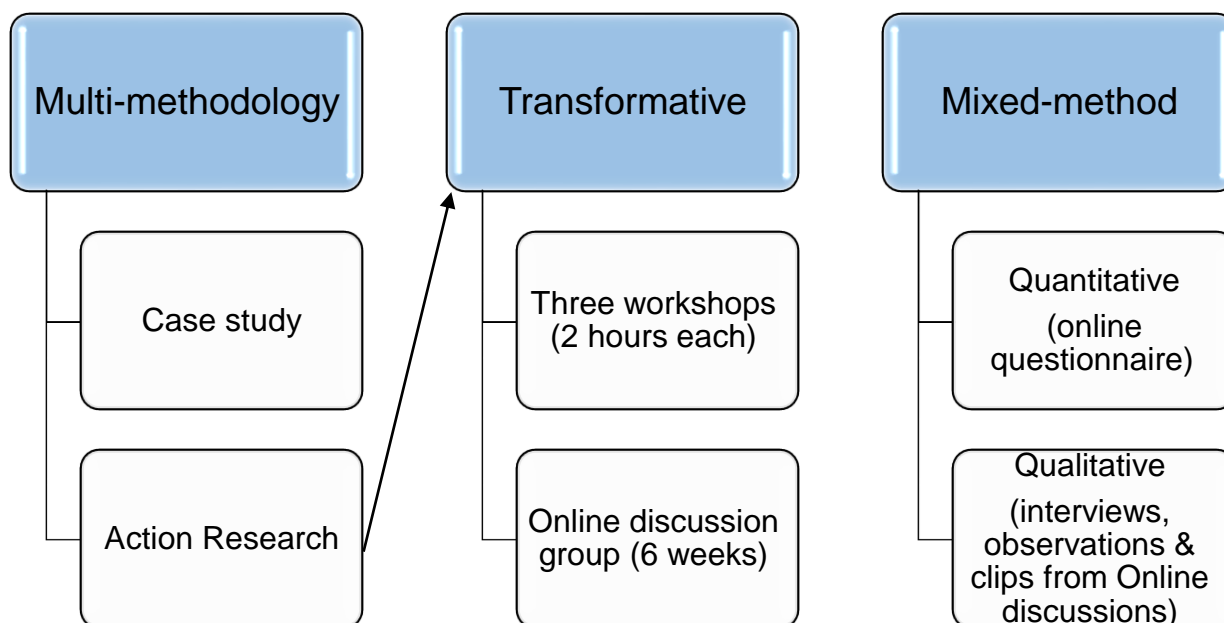 Multi-methodology
Case study
Action Research
Transformative
Three workshops
(2 hours each)
Online discussion
group (6 weeks)
Mixed-method
Quantitative
(online
questionnaire)
Qualitative
(interviews,
observations &
clips from Online
discussions)